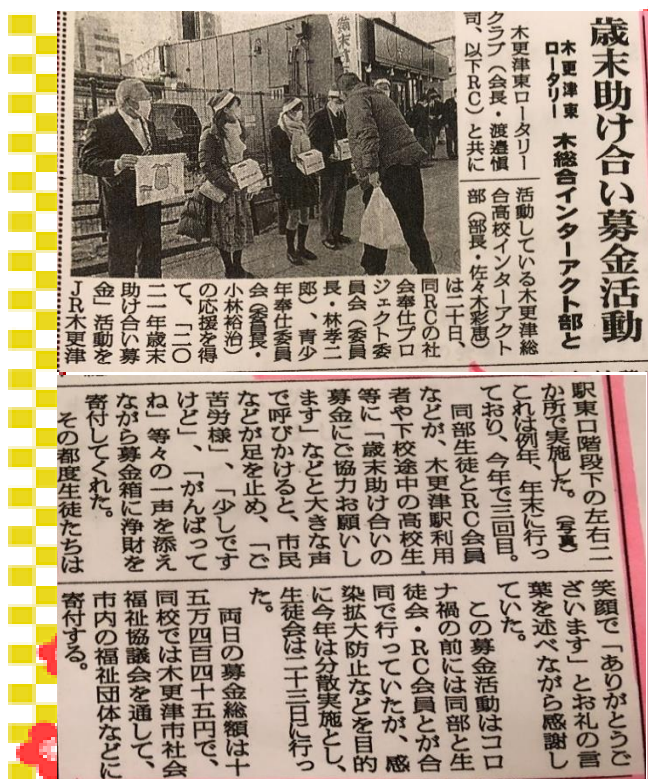 歳末助け合い募金活動
木更津東
ロータリー
木総合インターアクト部と
木更津東ロータリー
クラブ(会長・渡邉愼
司、以下RC)と共に
活動している木更津総
合高校インターアクト
部(部長・佐々木彩恵)
は二十日、
同RCの社
会奉仕プロ
ジェクト委
員会(委員
長・林孝二
郎)、青少
年奉仕委員
会(委員長・
小林裕治)
の応援を得
て、「二〇
二一年歳末
助け合い募
金」活動を
JR木更津
駅東口階段下の左右二
か所で実施した。(写真)
これは例年、年末に行っ
ており、今年で三回目。
同部生徒とRC会員
などが、木更津駅利用
者や下校途中の高校生
等に「歳末助け合いの
募金にご協力お願いし
ます」などと大きな声
で呼びかけると、市民
などが足を止め、「ご
苦労様」、「少しです
けど」、「がんばって
ね」等々の一声を添え
ながら募金箱に浄財を
寄付してくれた。
その都度生徒たちは
笑顔で「ありがとうご
ざいます」とお礼の言
葉を述べながら感謝し
ていた。
この募金活動はコロ
ナ禍の前には同部と生
徒会・RC会員とが合
同で行っていたが、感
染拡大防止などを目的
に今年は分散実施とし、
生徒会は二十三日に行っ
た。
両日の募金総額は十
五万四百四十五円で、
同校では木更津市社会
福祉協議会を通して、
市内の福祉団体などに
寄付する。